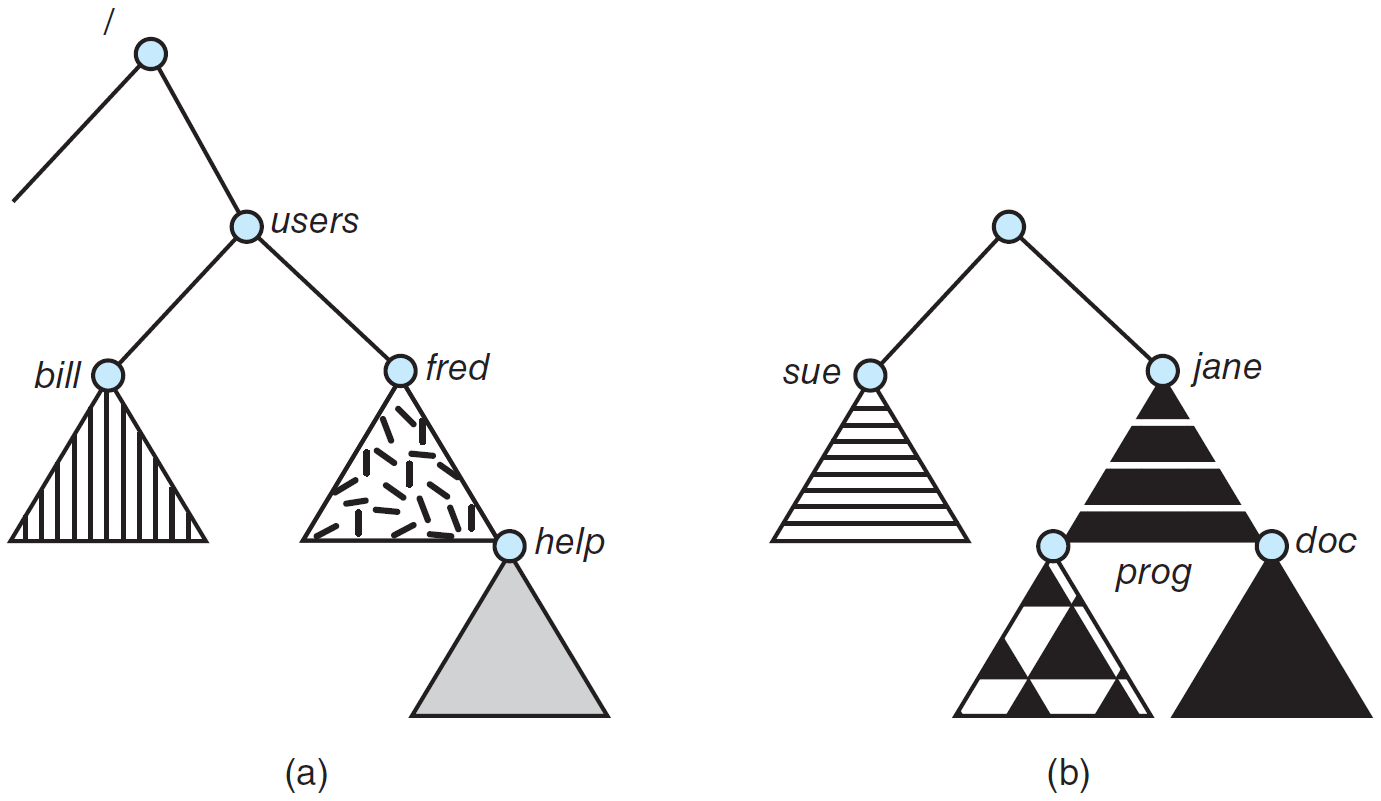 /
users
bill
fred
help
(a)
sue
jane
prog
doc
(b)